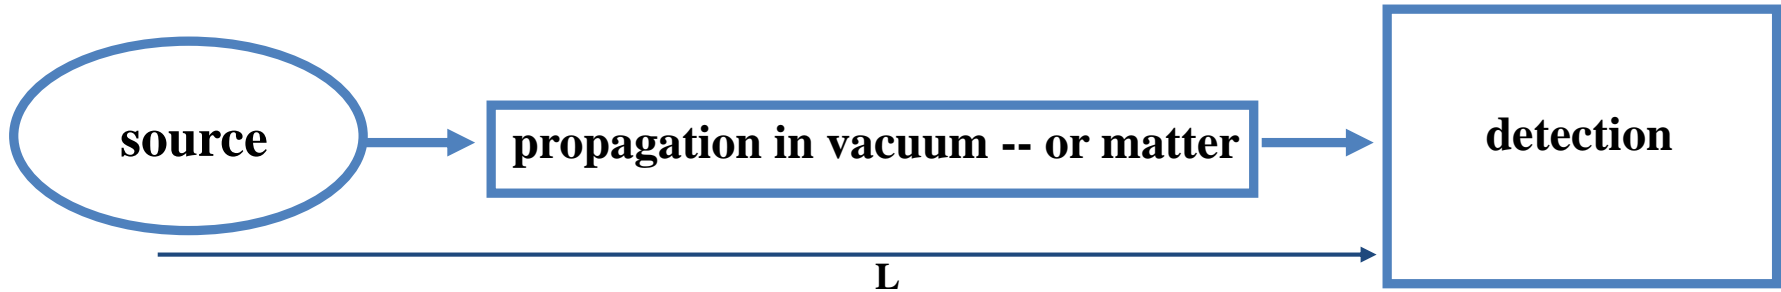 source
propagation in vacuum -- or matter
detection
L